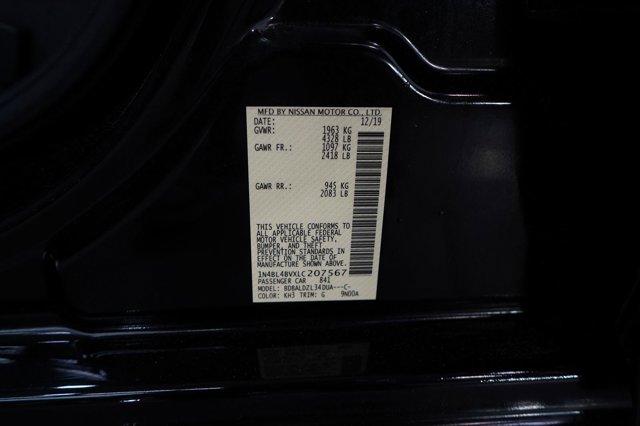 MFD BY NISSAN MOTOR CO., LTD.
DATE: 12/19
GVWR: 1963 KG
4328 LB
GAWR FR.: 1097 KG
2418 LB
GAWR RR.: 945 KG
2083 LB
THIS VEHICLE CONFORMS TO
ALL APPLICABLE FEDERAL
MOTOR VEHICLE SAFETY,
BUMPER, AND THEFT
PREVENTION STANDARDS IN
EFFECT ON THE DATE OF
MANUFACTURE SHOWN ABOVE.
1N4BL4BVXLC207567
PASSENGER CAR 841
MODEL: BDBALDZL34DUA---C-
COLOR: KH3 TRIM: G 9N00A